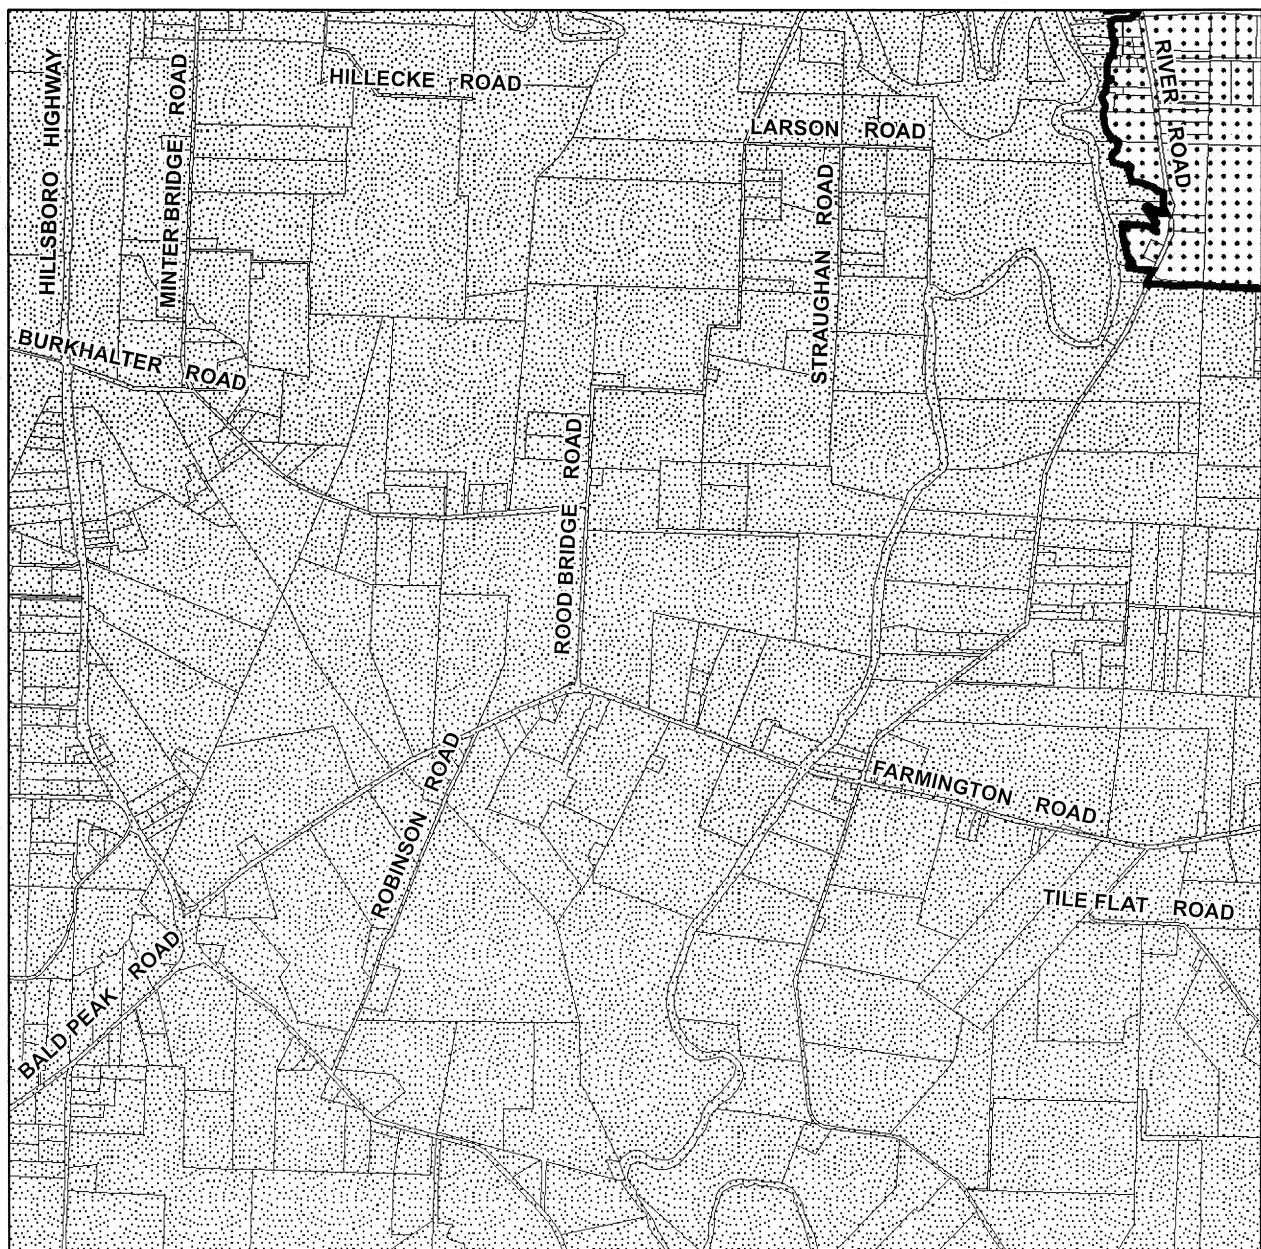 HILLSBORO HIGHWAY
MINTER BRIDGE ROAD
HILLECKE ROAD
RIVER ROAD
LARSON ROAD
STRAUGHAN ROAD
BURKHALTER ROAD
ROOD BRIDGE ROAD
ROBINSON ROAD
FARMINGTON ROAD
TILE FLAT ROAD
BALD PEAK ROAD